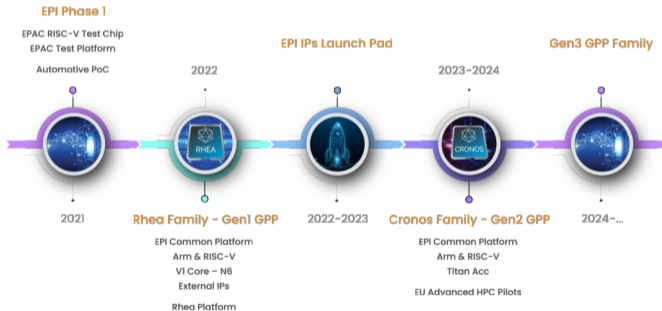 EPI Phase 1
EPAC RISC-V Test Chip
EPAC Test Platform
Automotive PoC
2021
2022
RHEA
Rhea Family - Gen1 GPP
EPI Common Platform
Arm & RISC-V
V1 Core – N6
External IPs
Rhea Platform
EPI IPs Launch Pad
2022-2023
2023-2024
CRONOS
Cronos Family - Gen2 GPP
EPI Common Platform
Arm & RISC-V
Titan Acc
EU Advanced HPC Pilots
Gen3 GPP Family
2024-...